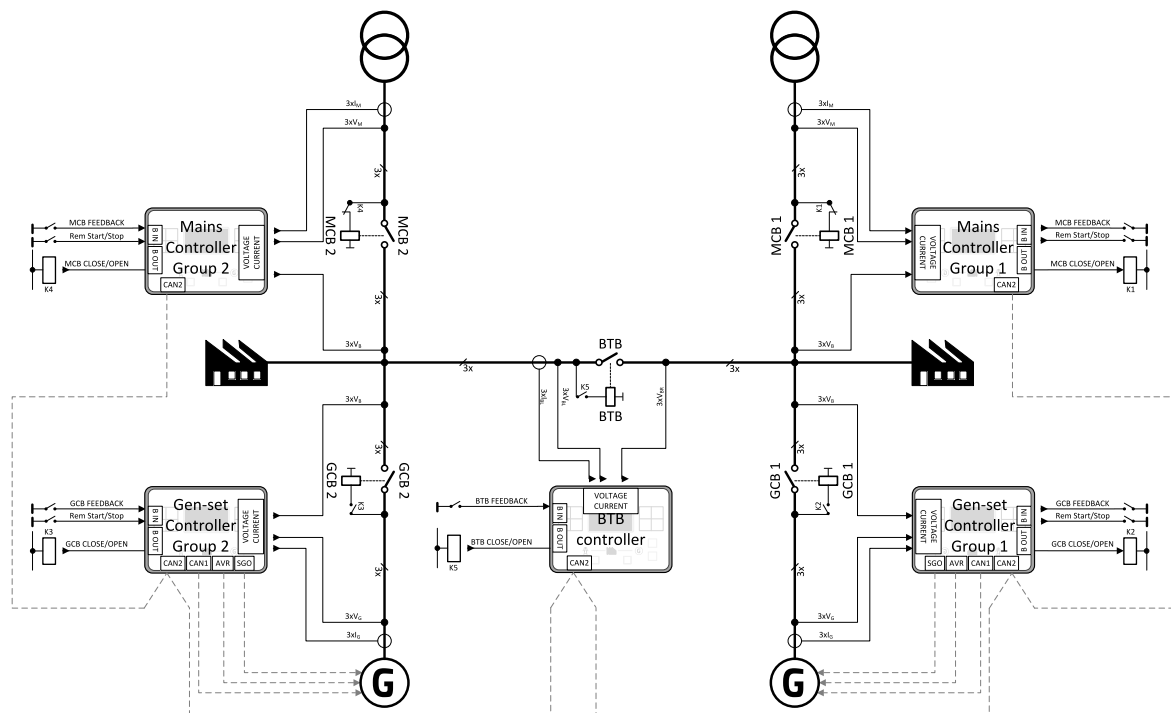 3xIM
3xVM
3x
K4
MCB 2
MCB 2
MCB FEEDBACK
Rem Start/Stop
MCB CLOSE/OPEN
K4
B IN
B OUT
Mains
Controller
Group 2
VOLTAGE
CURRENT
CAN2
3x
3xVB
3xIM
3xVM
3x
K1
MCB 1
MCB 1
VOLTAGE
CURRENT
Mains
Controller
Group 1
B IN
B OUT
CAN2
MCB FEEDBACK
Rem Start/Stop
MCB CLOSE/OPEN
K1
3x
3xVB
3x
BTB
3x
3xIBL
3xVBL
K5
BTB
3xVBR
3xVB
3x
GCB 2
GCB 2
K3
GCB FEEDBACK
Rem Start/Stop
K3
GCB CLOSE/OPEN
B IN
B OUT
Gen-set
Controller
Group 2
VOLTAGE
CURRENT
CAN2 CAN1 AVR SGO
3x
3xVG
3xIG
G
BTB FEEDBACK
BTB CLOSE/OPEN
K5
B IN
B OUT
VOLTAGE
CURRENT
BTB
controller
CAN2
3xVB
3x
GCB 1
GCB 1
K2
VOLTAGE
CURRENT
Gen-set
Controller
Group 1
B IN
B OUT
SGO AVR CAN1 CAN2
GCB FEEDBACK
Rem Start/Stop
K2
GCB CLOSE/OPEN
3x
3xVG
3xIG
G